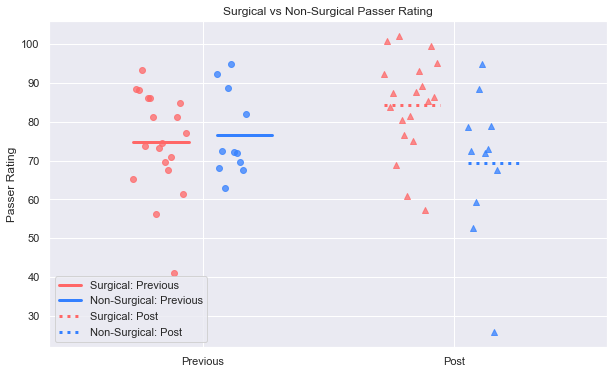 Surgical vs Non-Surgical Passer Rating
Passer Rating
100
90
80
70
60
50
40
30
Surgical: Previous
Non-Surgical: Previous
Surgical: Post
Non-Surgical: Post
Previous
Post